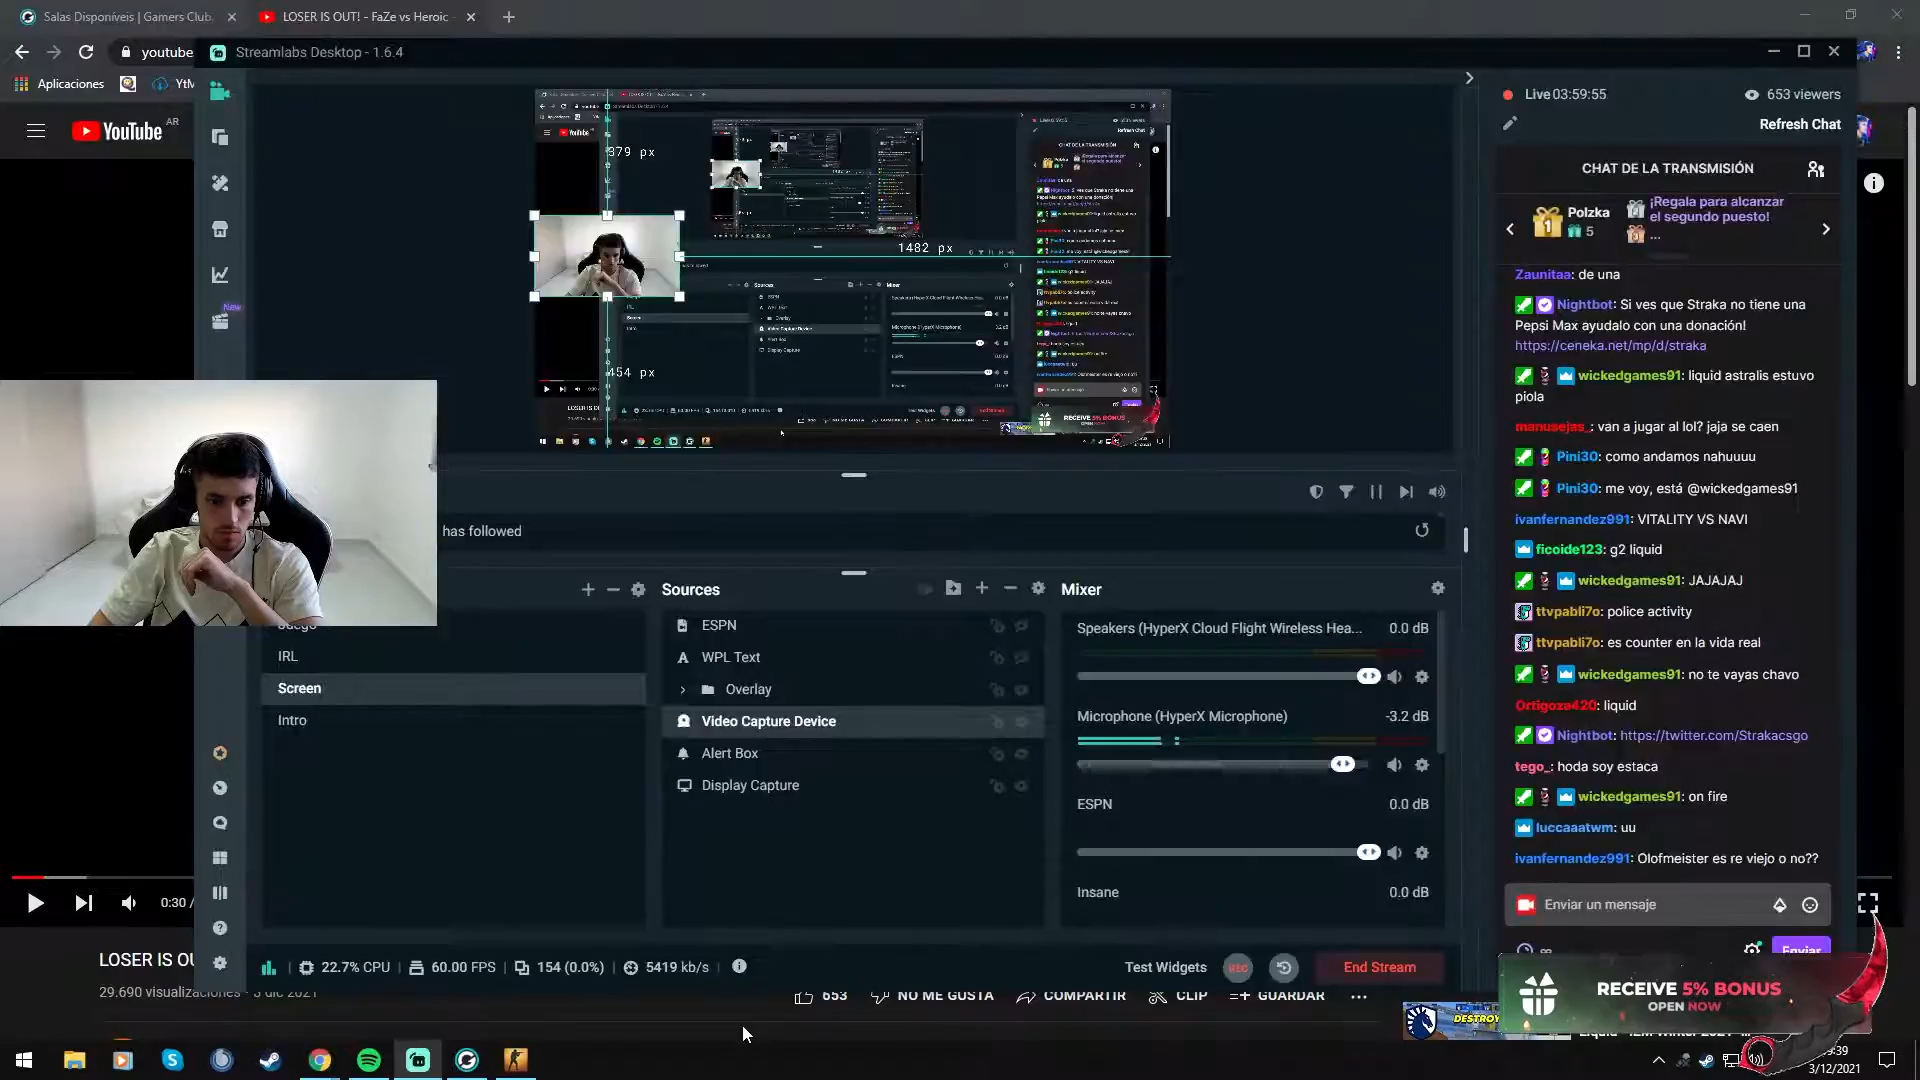 Salas Disponíveis | Gamers Club
LOSER IS OUT! - FaZe vs Heroic -
youtube
Streamlabs Desktop - 1.6.4
Aplicaciones
YtM
YouTube
AR
New
379 px
1482 px
454 px
Live 03:59:55
653 viewers
Refresh Chat
CHAT DE LA TRANSMISIÓN
Polzka
5
¡Regala para alcanzar
el segundo puesto!
...
Zaunitaa: de una
Nightbot: Si ves que Straka no tiene una
Pepsi Max ayudalo con una donación!
https://ceneka.net/mp/d/straka
wickedgames91: liquid astralis estuvo
piola
manusejas_: van a jugar al lol? jaja se caen
Pini30: como andamos nahuuuu
Pini30: me voy, está @wickedgames91
ivanfernandez991: VITALITY VS NAVI
ficoide123: g2 liquid
wickedgames91: JAJAJAJ
ttvpabli7o: police activity
ttvpabli7o: es counter en la vida real
wickedgames91: no te vayas chavo
Ortigoza420: liquid
Nightbot: https://twitter.com/Strakacsgo
tego_: hoda soy estaca
wickedgames91: on fire
luccaaatwm: uu
ivanfernandez991: Olofmeister es re viejo o no??
Enviar un mensaje
Enviar
has followed
Juego
IRL
Screen
Intro
Sources
ESPN
WPL Text
Overlay
Video Capture Device
Alert Box
Display Capture
Mixer
Speakers (HyperX Cloud Flight Wireless Hea...
0.0 dB
Microphone (HyperX Microphone)
-3.2 dB
ESPN
0.0 dB
Insane
0.0 dB
0:30 /
22.7% CPU
60.00 FPS
154 (0.0%)
5419 kb/s
Test Widgets
REC
End Stream
LOSER IS OU
29.690 visualizaciones • 3 dic 2021
653
NO ME GUSTA
COMPARTIR
CLIP
GUARDAR
RECEIVE 5% BONUS
OPEN NOW
DESTROY
3/12/2021